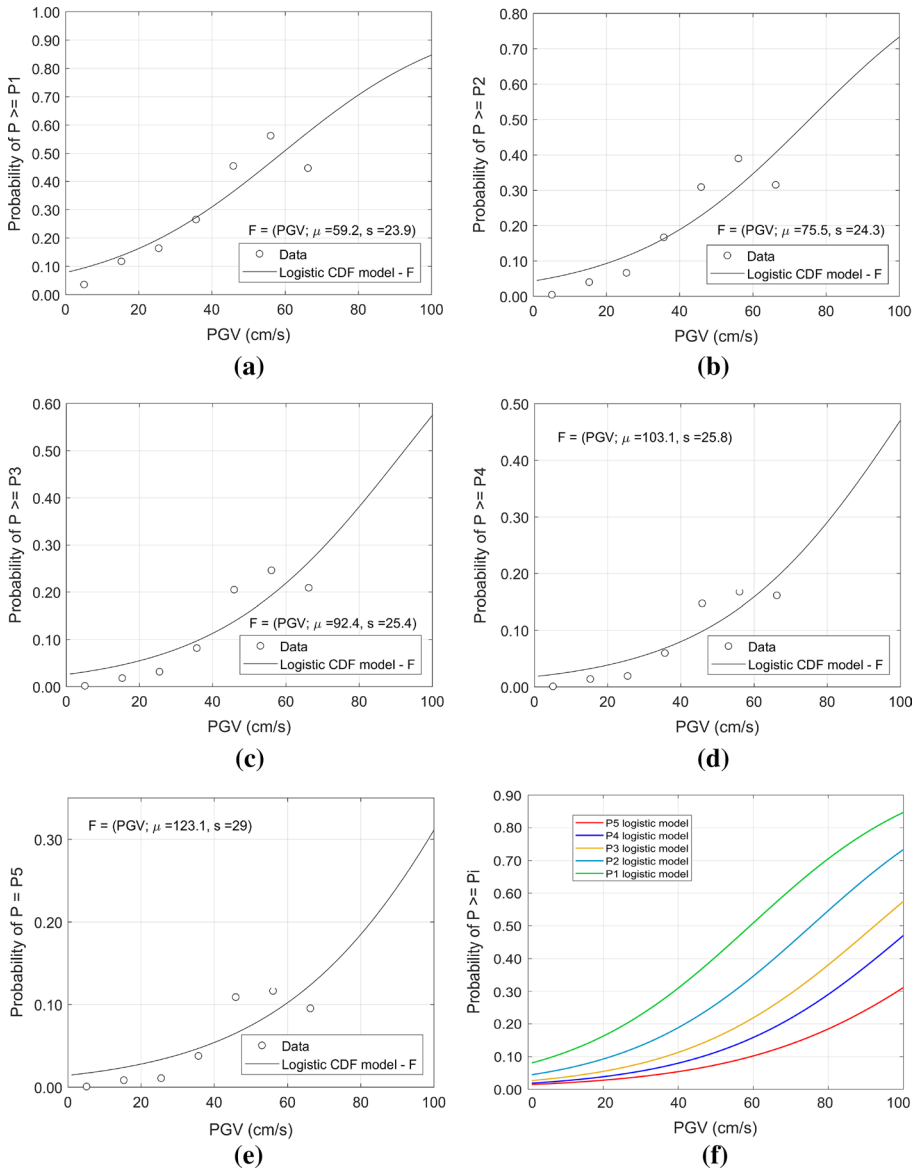 1.00
0.90
0.80
0.70
0.60
0.50
0.40
0.30
0.20
0.10
0.00
Probability of P >= P1
F = (PGV; μ =59.2, s =23.9)
Data
Logistic CDF model - F
0 20 40 60 80 100
PGV (cm/s)
(a)
0.80
0.70
0.60
0.50
0.40
0.30
0.20
0.10
0.00
Probability of P >= P2
F = (PGV; μ =75.5, s =24.3)
Data
Logistic CDF model - F
0 20 40 60 80 100
PGV (cm/s)
(b)
0.60
0.50
0.40
0.30
0.20
0.10
0.00
Probability of P >= P3
F = (PGV; μ =92.4, s =25.4)
Data
Logistic CDF model - F
0 20 40 60 80 100
PGV (cm/s)
(c)
0.50
0.40
0.30
0.20
0.10
0.00
Probability of P >= P4
F = (PGV; μ =103.1, s =25.8)
Data
Logistic CDF model - F
0 20 40 60 80 100
PGV (cm/s)
(d)
0.30
0.20
0.10
0.00
Probability of P = P5
F = (PGV; μ =123.1, s =29)
Data
Logistic CDF model - F
0 20 40 60 80 100
PGV (cm/s)
(e)
0.90
0.80
0.70
0.60
0.50
0.40
0.30
0.20
0.10
0.00
Probability of P >= Pi
P5 logistic model
P4 logistic model
P3 logistic model
P2 logistic model
P1 logistic model
0 20 40 60 80 100
PGV (cm/s)
(f)